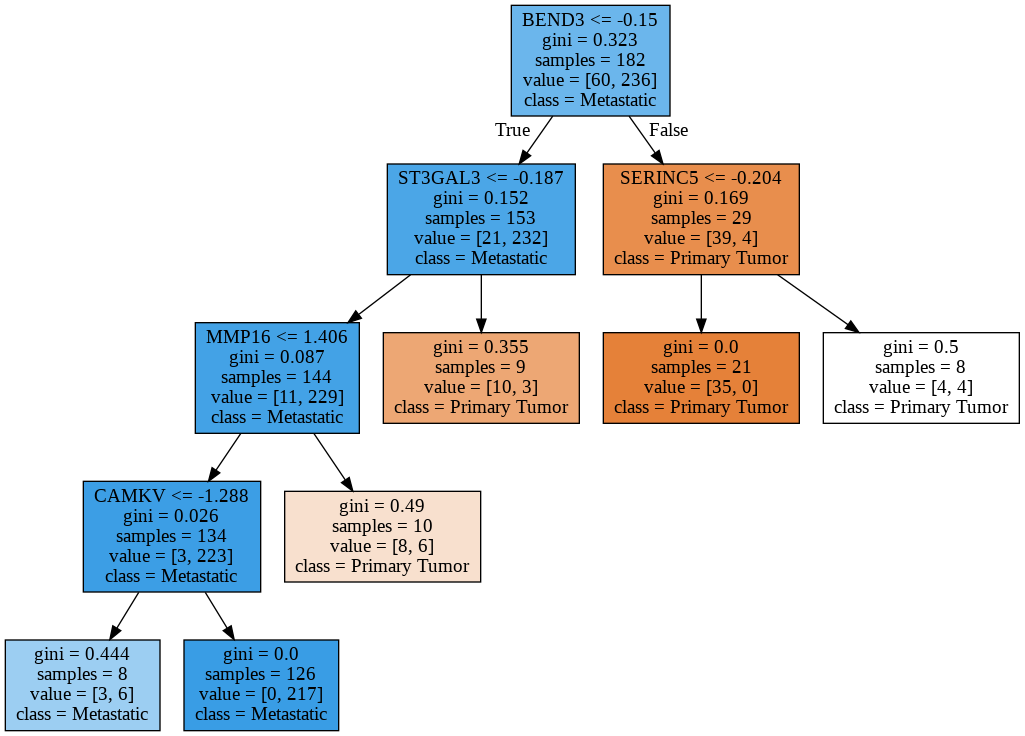 BEND3 <= -0.15
gini = 0.323
samples = 182
value = [60, 236]
class = Metastatic
True
False
ST3GAL3 <= -0.187
gini = 0.152
samples = 153
value = [21, 232]
class = Metastatic
SERINC5 <= -0.204
gini = 0.169
samples = 29
value = [39, 4]
class = Primary Tumor
MMP16 <= 1.406
gini = 0.087
samples = 144
value = [11, 229]
class = Metastatic
gini = 0.355
samples = 9
value = [10, 3]
class = Primary Tumor
gini = 0.0
samples = 21
value = [35, 0]
class = Primary Tumor
gini = 0.5
samples = 8
value = [4, 4]
class = Primary Tumor
CAMKV <= -1.288
gini = 0.026
samples = 134
value = [3, 223]
class = Metastatic
gini = 0.49
samples = 10
value = [8, 6]
class = Primary Tumor
gini = 0.444
samples = 8
value = [3, 6]
class = Metastatic
gini = 0.0
samples = 126
value = [0, 217]
class = Metastatic